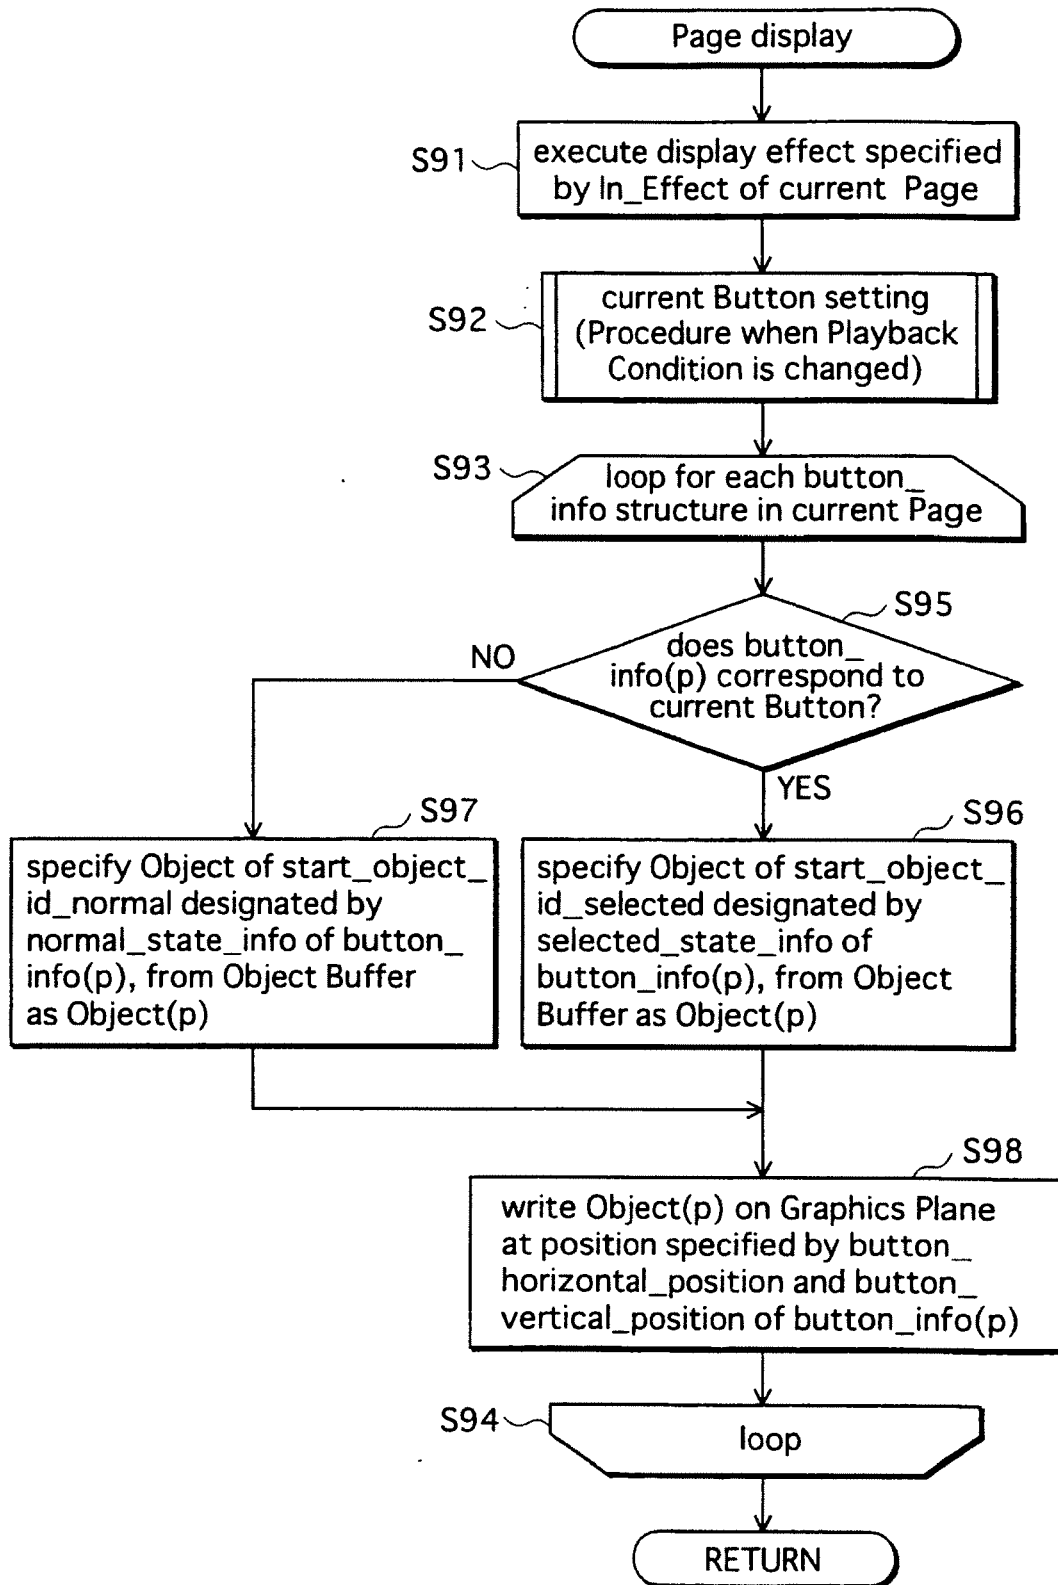 Page display
S91
execute display effect specified
by In_Effect of current Page
S92
current Button setting
(Procedure when Playback
Condition is changed)
S93
loop for each button_
info structure in current Page
S95
does button_
info(p) correspond to
current Button?
NO
YES
S97
specify Object of start_object_
id_normal designated by
normal_state_info of button_
info(p), from Object Buffer
as Object(p)
S96
specify Object of start_object_
id_selected designated by
selected_state_info of
button_info(p), from Object
Buffer as Object(p)
S98
write Object(p) on Graphics Plane
at position specified by button_
horizontal_position and button_
vertical_position of button_info(p)
S94
loop
RETURN